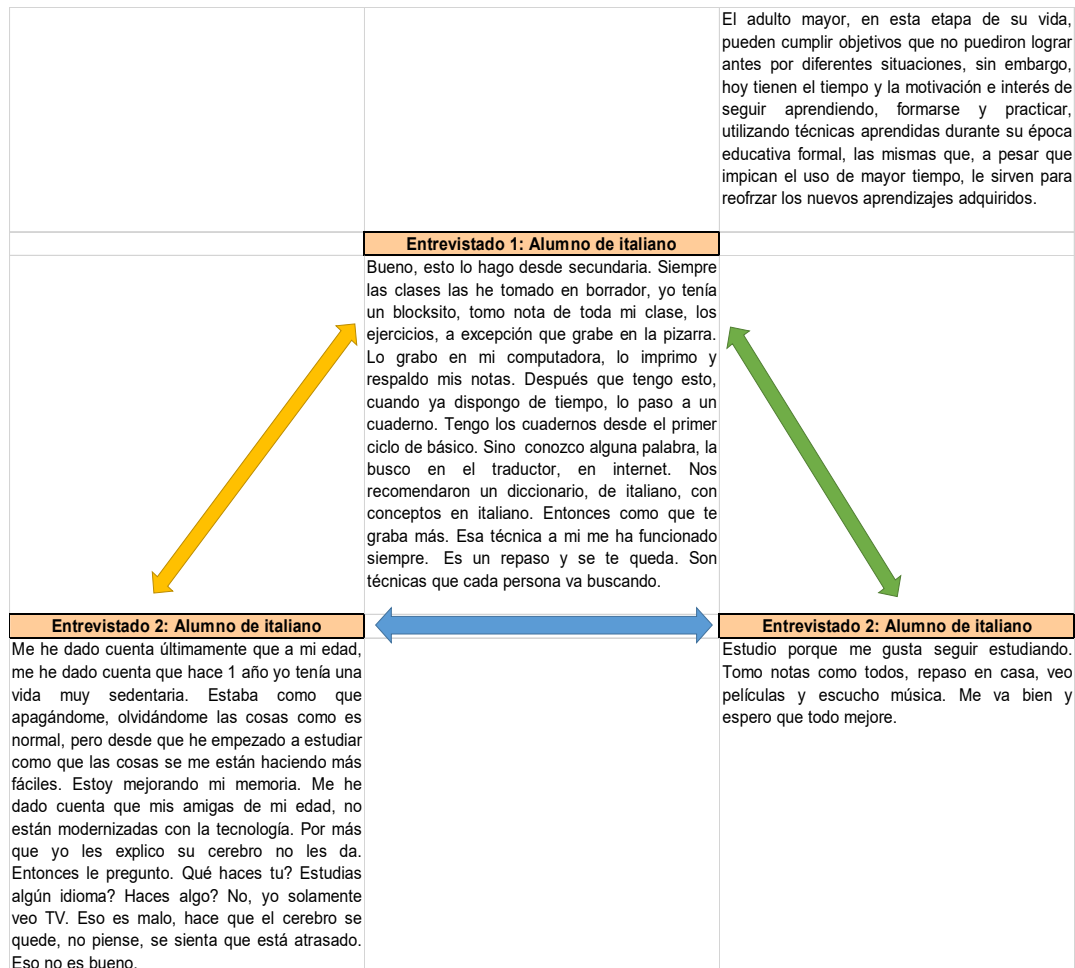 El adulto mayor, en esta etapa de su vida,
pueden cumplir objetivos que no puediron lograr
antes por diferentes situaciones, sin embargo,
hoy tienen el tiempo y la motivación e interés de
seguir aprendiendo, formarse y practicar,
utilizando técnicas aprendidas durante su época
educativa formal, las mismas que, a pesar que
impican el uso de mayor tiempo, le sirven para
reofrzar los nuevos aprendizajes adquiridos.
Entrevistado 1: Alumno de italiano
Bueno, esto lo hago desde secundaria. Siempre
las clases las he tomado en borrador, yo tenía
un blocksito, tomo nota de toda mi clase, los
ejercicios, a excepción que grabe en la pizarra.
Lo grabo en mi computadora, lo imprimo y
respaldo mis notas. Después que tengo esto,
cuando ya dispongo de tiempo, lo paso a un
cuaderno. Tengo los cuadernos desde el primer
ciclo de básico. Sino conozco alguna palabra, la
busco en el traductor, en internet. Nos
recomendaron un diccionario, de italiano, con
conceptos en italiano. Entonces como que te
graba más. Esa técnica a mi me ha funcionado
siempre. Es un repaso y se te queda. Son
técnicas que cada persona va buscando.
Entrevistado 2: Alumno de italiano
Me he dado cuenta últimamente que a mi edad,
me he dado cuenta que hace 1 año yo tenía una
vida muy sedentaria. Estaba como que
apagándome, olvidándome las cosas como es
normal, pero desde que he empezado a estudiar
como que las cosas se me están haciendo más
fáciles. Estoy mejorando mi memoria. Me he
dado cuenta que mis amigas de mi edad, no
están modernizadas con la tecnología. Por más
que yo les explico su cerebro no les da.
Entonces le pregunto. Qué haces tu? Estudias
algún idioma? Haces algo? No, yo solamente
veo TV. Eso es malo, hace que el cerebro se
quede, no piense, se sienta que está atrasado.
Eso no es bueno.
Entrevistado 2: Alumno de italiano
Estudio porque me gusta seguir estudiando.
Tomo notas como todos, repaso en casa, veo
películas y escucho música. Me va bien y
espero que todo mejore.